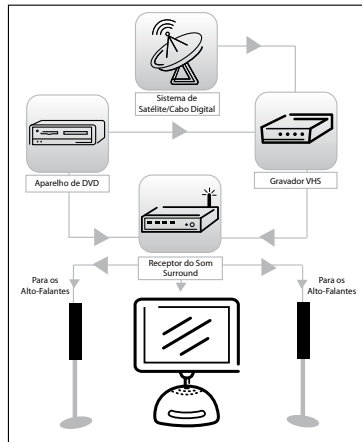 Sistema de
Satélite/Cabo Digital
Aparelho de DVD
Gravador VHS
Receptor do Som
Surround
Para os
Alto-Falantes
Para os
Alto-Falantes